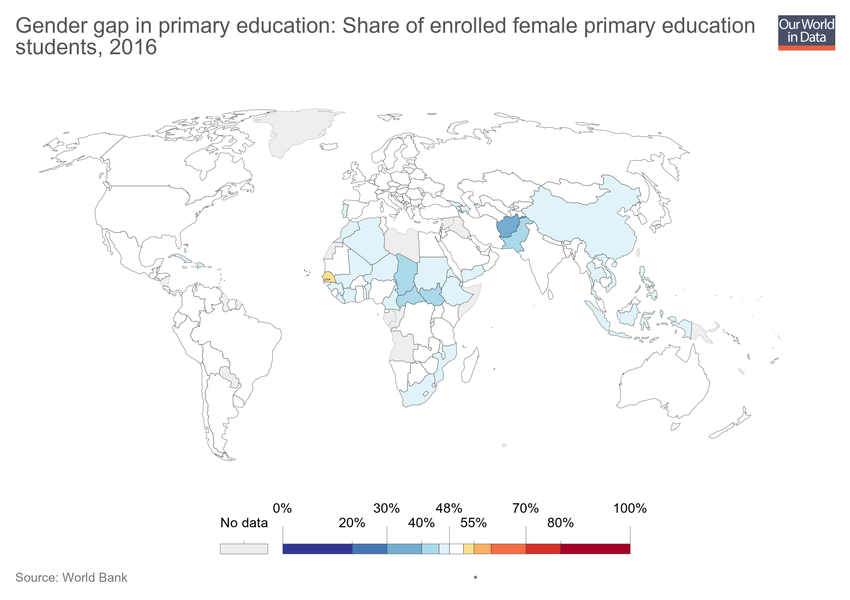 Gender gap in primary education: Share of enrolled female primary education
students, 2016
Our World
in Data
0% 30% 48% 70% 100%
No data 20% 40% 55% 80%
Source: World Bank